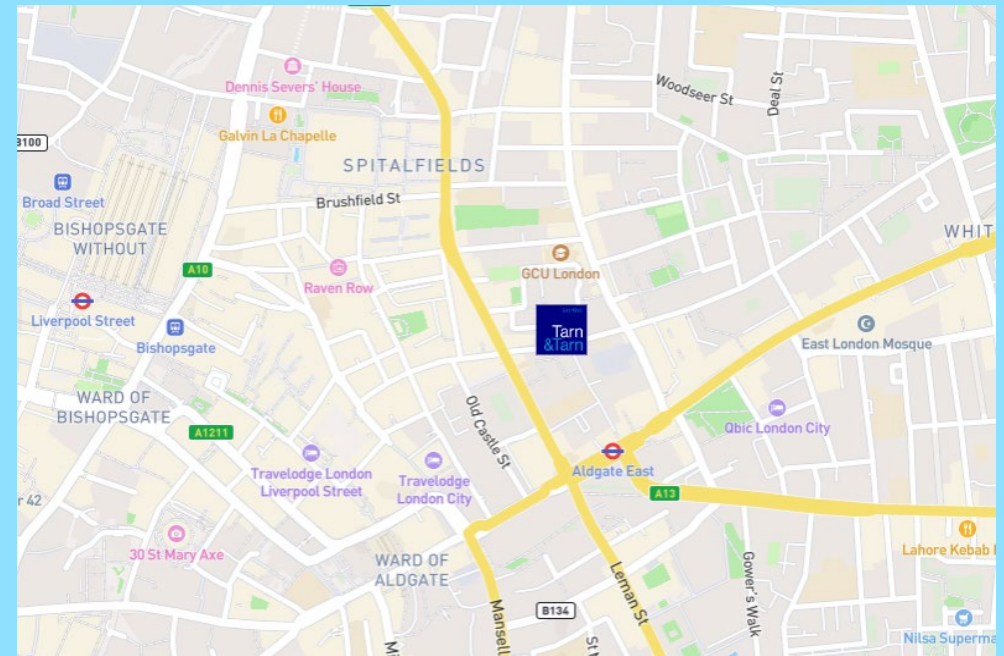 Dennis Severs' House
Woodseer St
Deal St
Galvin La Chapelle
B100
SPITALFIELDS
Broad Street
Brushfield St
BISHOPSGATE
WITHOUT
WHIT
A10
Raven Row
GCU London
Liverpool Street
Bishopsgate
Tarn
&Tarn
East London Mosque
WARD OF
BISHOPSGATE
A1211
Old Castle St
Qbic London City
Travelodge London
Liverpool Street
Travelodge
London City
Aldgate East
A13
r 42
30 St Mary Axe
WARD OF
ALDGATE
Lahore Kebab
Gower's Walk
Leman St
B134
Mansell
St
Mi
Nilsa Superma